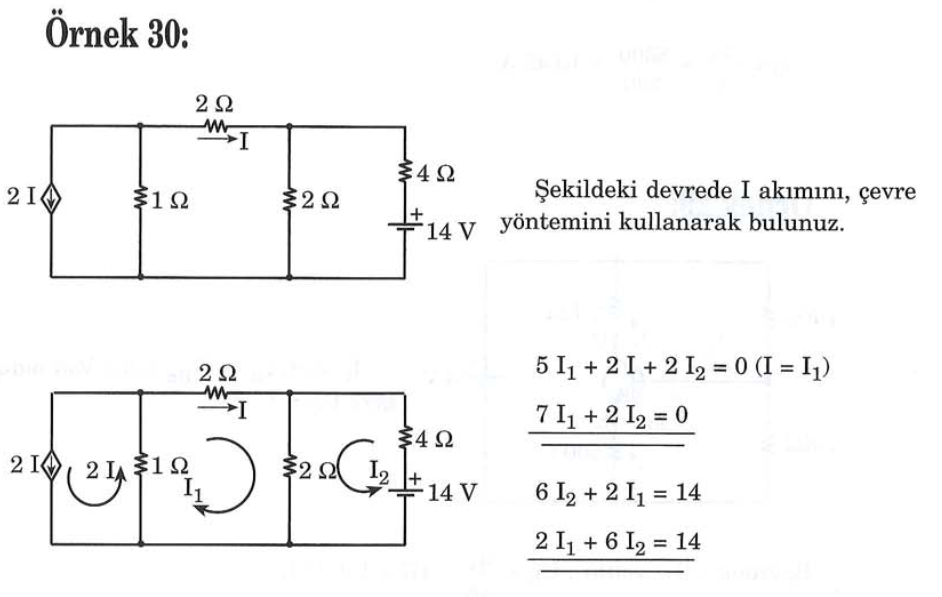 Örnek 30:
2 Ω
I
2 I
1 Ω
2 Ω
4 Ω
+
14 V
Şekildeki devrede I akımını, çevre
yöntemini kullanarak bulunuz.
2 Ω
I
2 I
2 I
1 Ω
I₁
2 Ω
I₂
4 Ω
+
14 V
5 I₁ + 2 I + 2 I₂ = 0 (I = I₁)
7 I₁ + 2 I₂ = 0
6 I₂ + 2 I₁ = 14
2 I₁ + 6 I₂ = 14